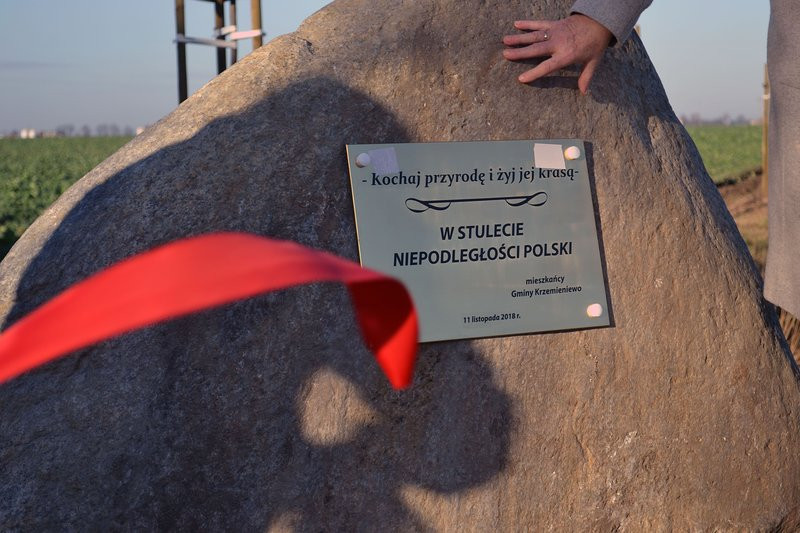 - Kochaj przyrodę i żyj jej krasą-
W STULECIE
NIEPODLEGŁOŚCI POLSKI
mieszkańcy
Gminy Krzemieniewo
11 listopada 2018 r.